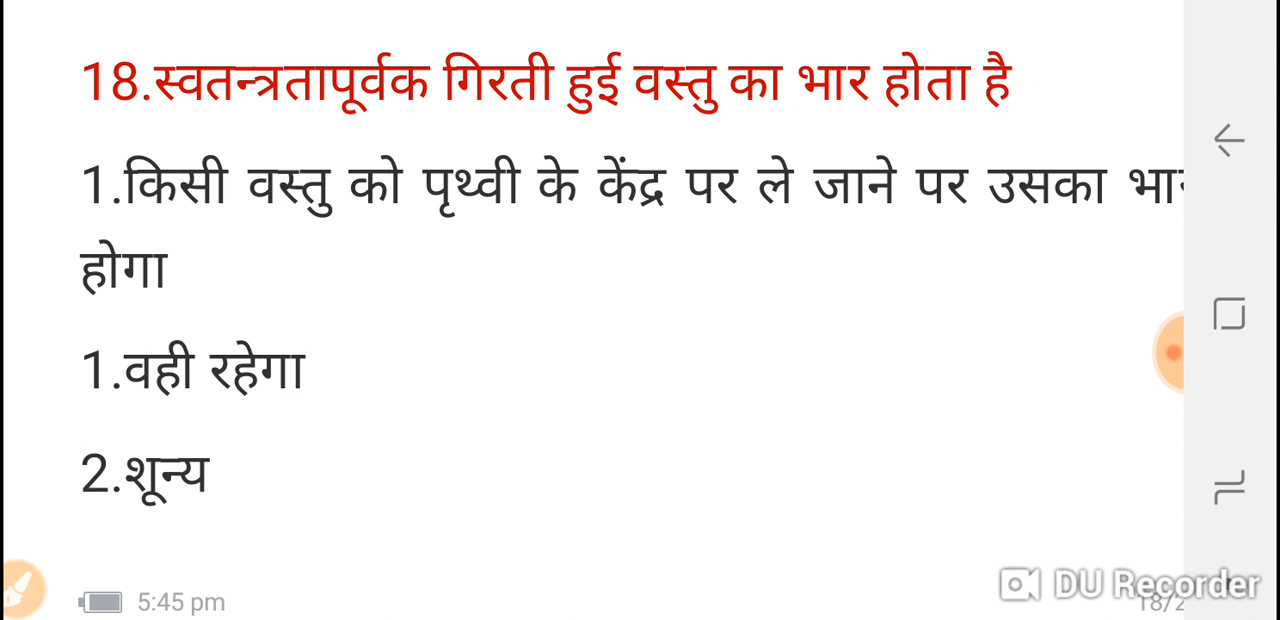 18.स्वतन्त्रतापूर्वक गिरती हुई वस्तु का भार होता है
1.किसी वस्तु को पृथ्वी के केंद्र पर ले जाने पर उसका
होगा
1.वही रहेगा
2.शून्य
5:45 pm
DU Recorder